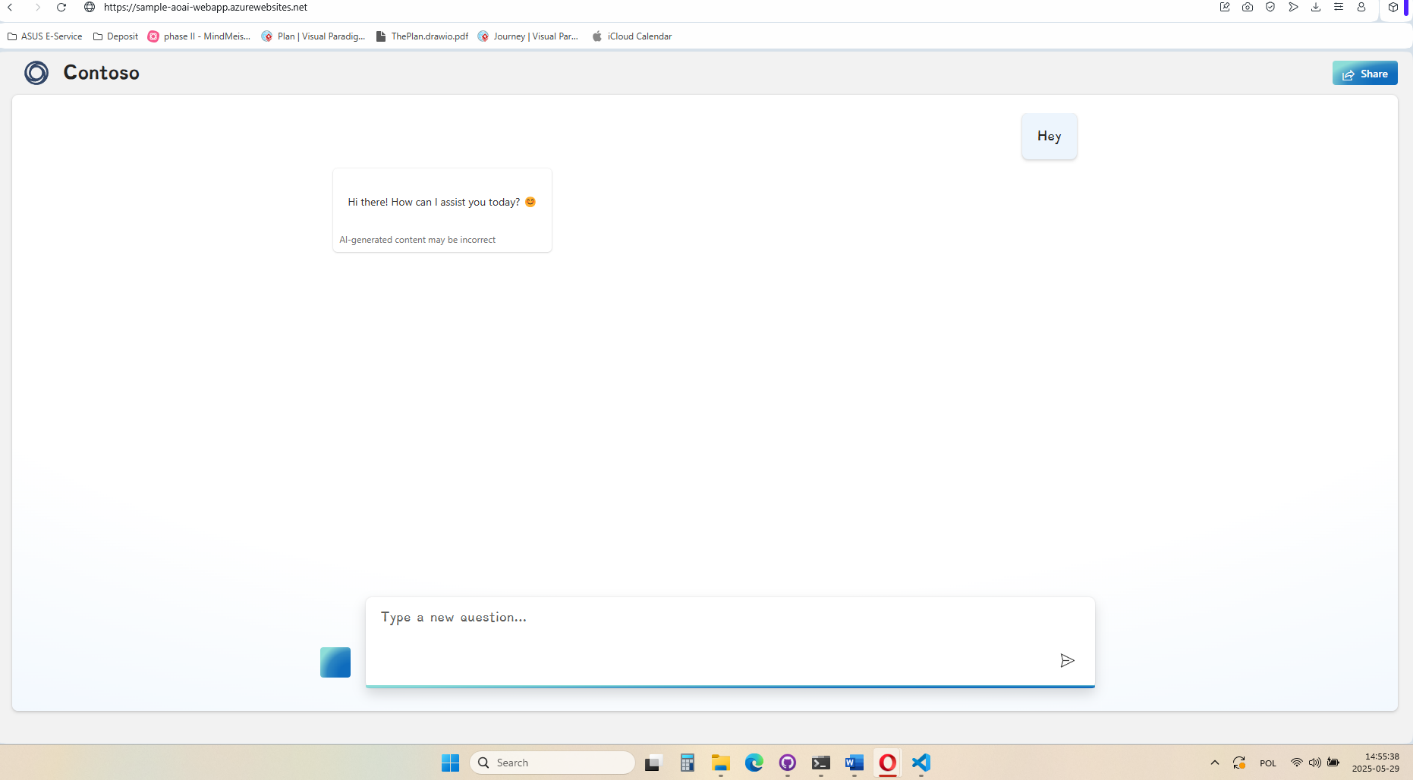 https://sample-aoai-webapp.azurewebsites.net
ASUS E-Service Deposit phase II - MindMeis... Plan | Visual Paradig... ThePlan.drawio.pdf Journey | Visual Par... iCloud Calendar
Contoso Share
Hey
Hi there! How can I assist you today? 😊
AI-generated content may be incorrect
Type a new question...
Search POL 14:55:38
2025-05-29